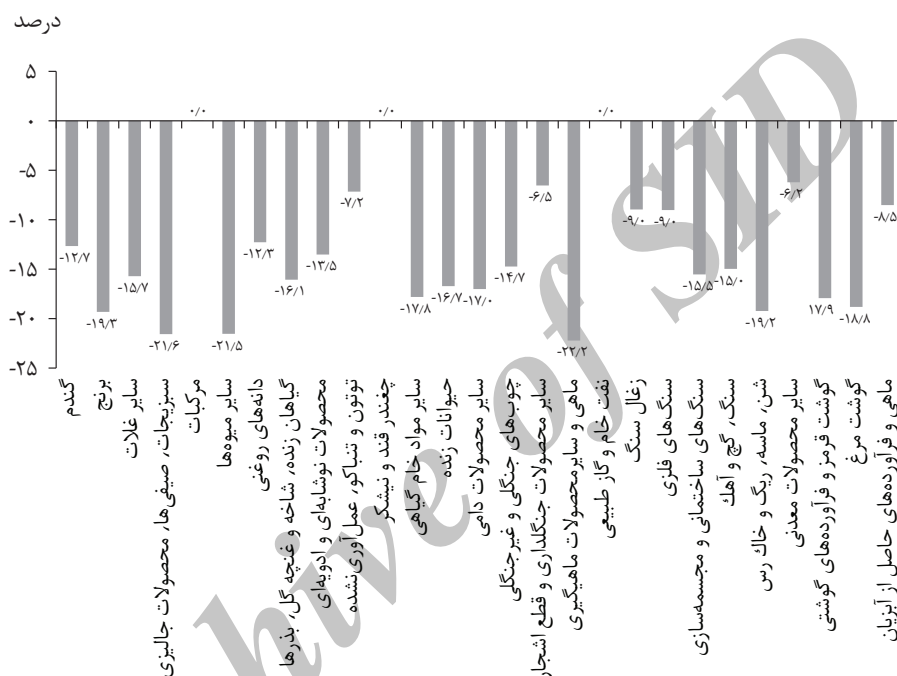 درصد
۵
۰
-۵
-۱۰
-۱۵
-۲۰
-۲۵
-۱۲/۷
-۱۹/۳
-۱۵/۷
-۲۱/۶
۰/۰
-۲۱/۵
-۱۲/۳
-۱۶/۱
-۱۳/۵
-۷/۲
۰/۰
-۱۷/۸
-۱۶/۷
-۱۷/۰
-۱۴/۷
-۶/۵
-۲۲/۲
۰/۰
-۹/۰
-۹/۰
-۱۵/۵
-۱۵/۰
-۱۹/۲
-۶/۲
۱۷/۹
-۱۸/۸
-۸/۵
گندم
برنج
سایر غلات
سبزیجات، صیفی‌ها، محصولات جالیزی
مرکبات
سایر میوه‌ها
دانه‌های روغنی
گیاهان زنده، شاخه و غنچه گل، بذرها
محصولات نوشابه‌ای و ادویه‌ای
توتون و تنباکو، عمل‌آوری‌نشده
چغندر قند و نیشکر
سایر مواد خام گیاهی
حیوانات زنده
سایر محصولات دامی
چوب‌های جنگلی و غیرجنگلی
سایر محصولات جنگلداری و قطع اشجار
ماهی و سایرمحصولات ماهیگیری
نفت خام و گاز طبیعی
زغال سنگ
سنگ‌های فلزی
سنگ‌های ساختمانی و مجسمه‌سازی
سنگ، گچ و آهك
شن، ماسه، ریگ و خاك رس
سایر محصولات معدنی
گوشت قرمز و فرآورده‌های گوشتی
گوشت مرغ
ماهی و فرآورده‌های حاصل از آبزیان
hive of SID